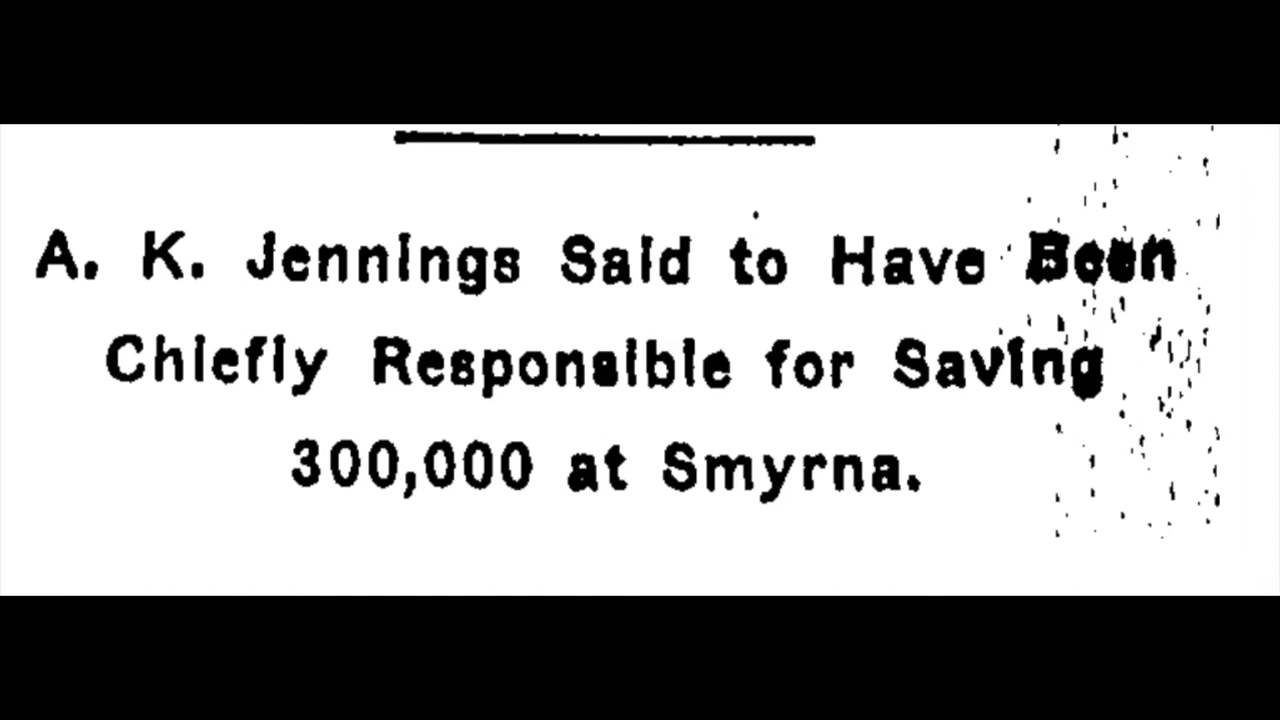 A. K. Jennings Said to Have Been
Chiefly Responsible for Saving
300,000 at Smyrna.